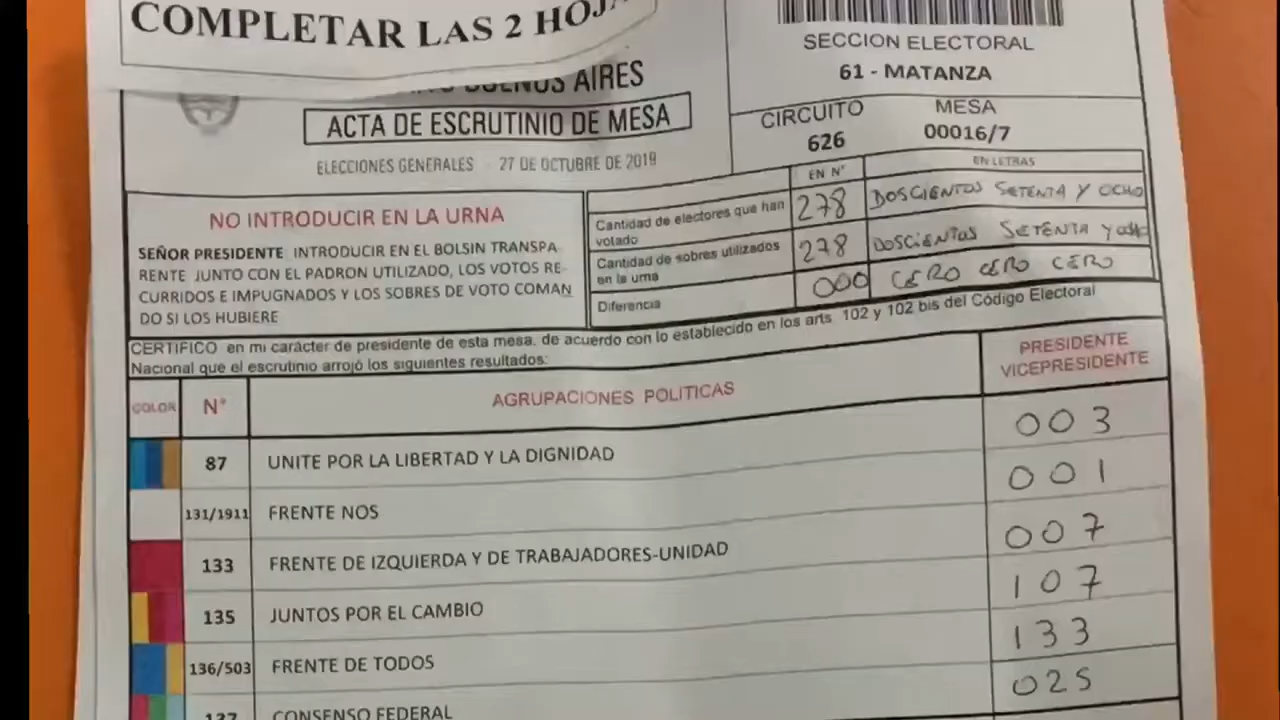 COMPLETAR LAS 2
BUENOS AIRES
ACTA DE ESCRUTINIO DE MESA
ELECCIONES GENERALES - 27 DE OCTUBRE DE 2019
SECCION ELECTORAL
61 - MATANZA
CIRCUITO MESA
626 00016/7
EN N° EN LETRAS
Cantidad de electores que han votado 278 DOSCIENTOS SETENTA Y OCHO
Cantidad de sobres utilizados en la urna 278 DOSCIENTOS SETENTA Y OCHO
Diferencia 000 CERO CERO CERO
NO INTRODUCIR EN LA URNA
SEÑOR PRESIDENTE: INTRODUCIR EN EL BOLSIN TRANSPA
RENTE JUNTO CON EL PADRON UTILIZADO, LOS VOTOS RE-
CURRIDOS E IMPUGNADOS Y LOS SOBRES DE VOTO COMAN
DO SI LOS HUBIERE
CERTIFICO en mi carácter de presidente de esta mesa, de acuerdo con lo establecido en los arts. 102 y 102 bis del Código Electoral
Nacional que el escrutinio arrojó los siguientes resultados:
COLOR N° AGRUPACIONES POLITICAS PRESIDENTE VICEPRESIDENTE
87 UNITE POR LA LIBERTAD Y LA DIGNIDAD 003
131/1911 FRENTE NOS 001
133 FRENTE DE IZQUIERDA Y DE TRABAJADORES-UNIDAD 007
135 JUNTOS POR EL CAMBIO 107
136/503 FRENTE DE TODOS 133
137 CONSENSO FEDERAL 025